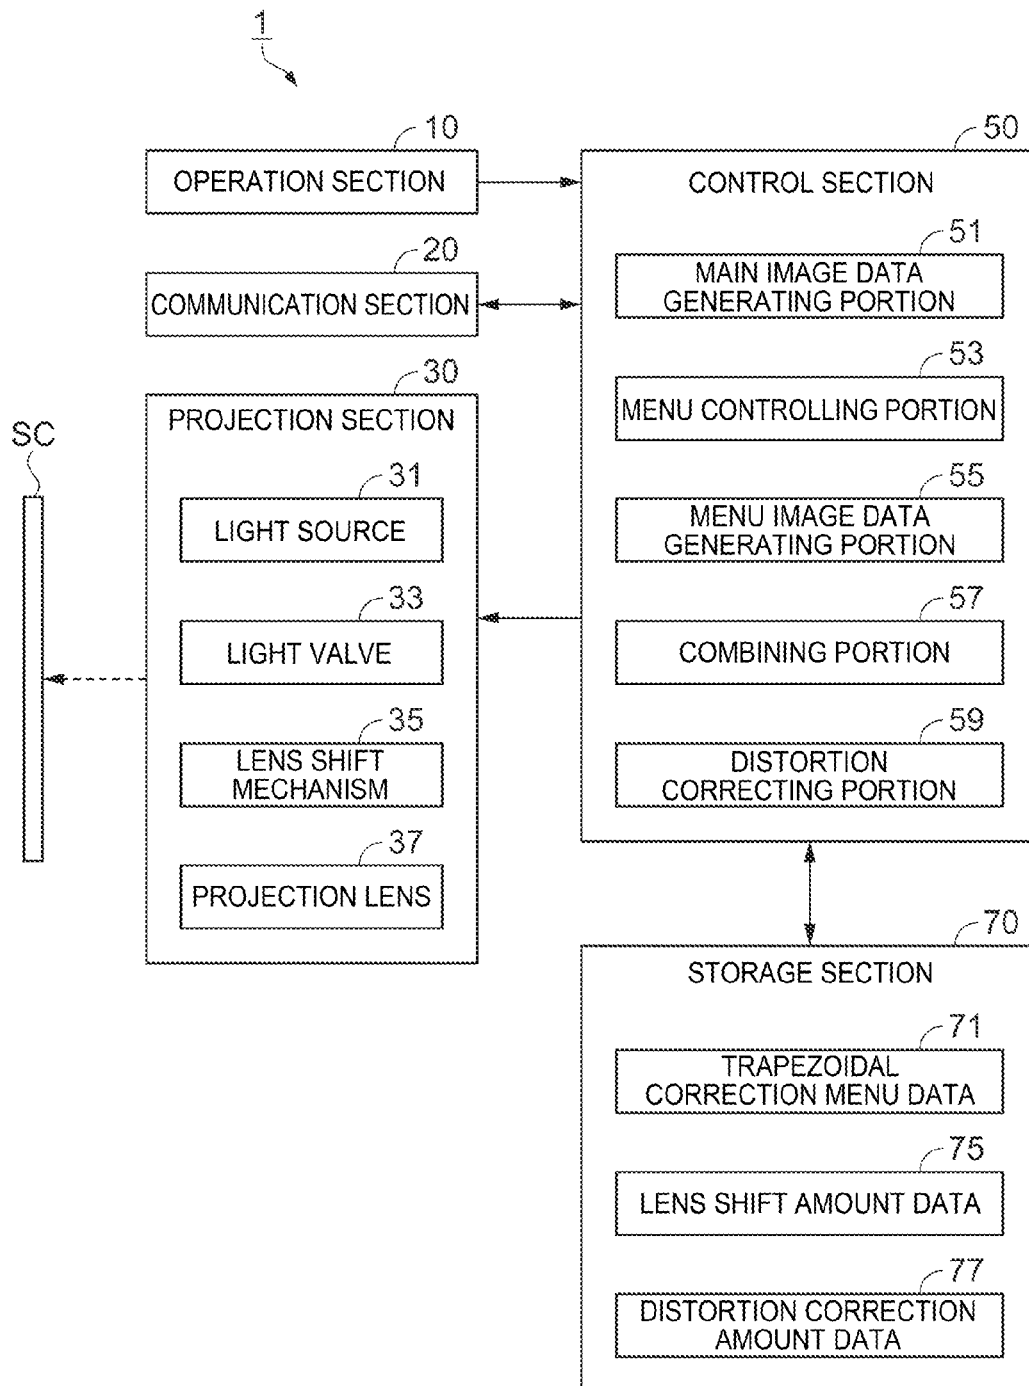 1
10
OPERATION SECTION
20
COMMUNICATION SECTION
30
PROJECTION SECTION
31
LIGHT SOURCE
33
LIGHT VALVE
35
LENS SHIFT
MECHANISM
37
PROJECTION LENS
SC
50
CONTROL SECTION
51
MAIN IMAGE DATA
GENERATING PORTION
53
MENU CONTROLLING PORTION
55
MENU IMAGE DATA
GENERATING PORTION
57
COMBINING PORTION
59
DISTORTION
CORRECTING PORTION
70
STORAGE SECTION
71
TRAPEZOIDAL
CORRECTION MENU DATA
75
LENS SHIFT AMOUNT DATA
77
DISTORTION CORRECTION
AMOUNT DATA